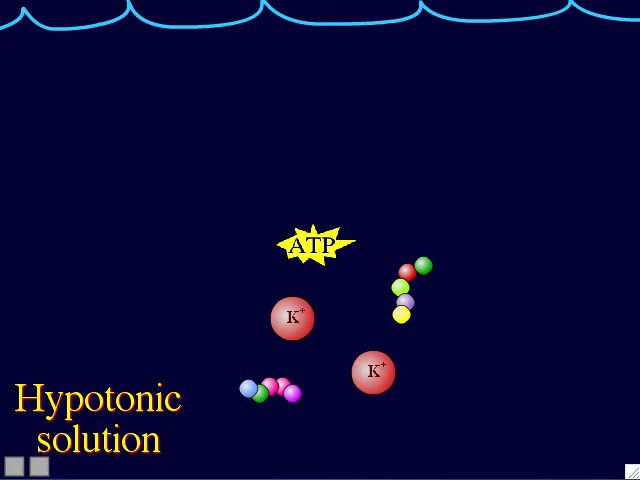 ATP
K+
K+
Hypotonic
solution